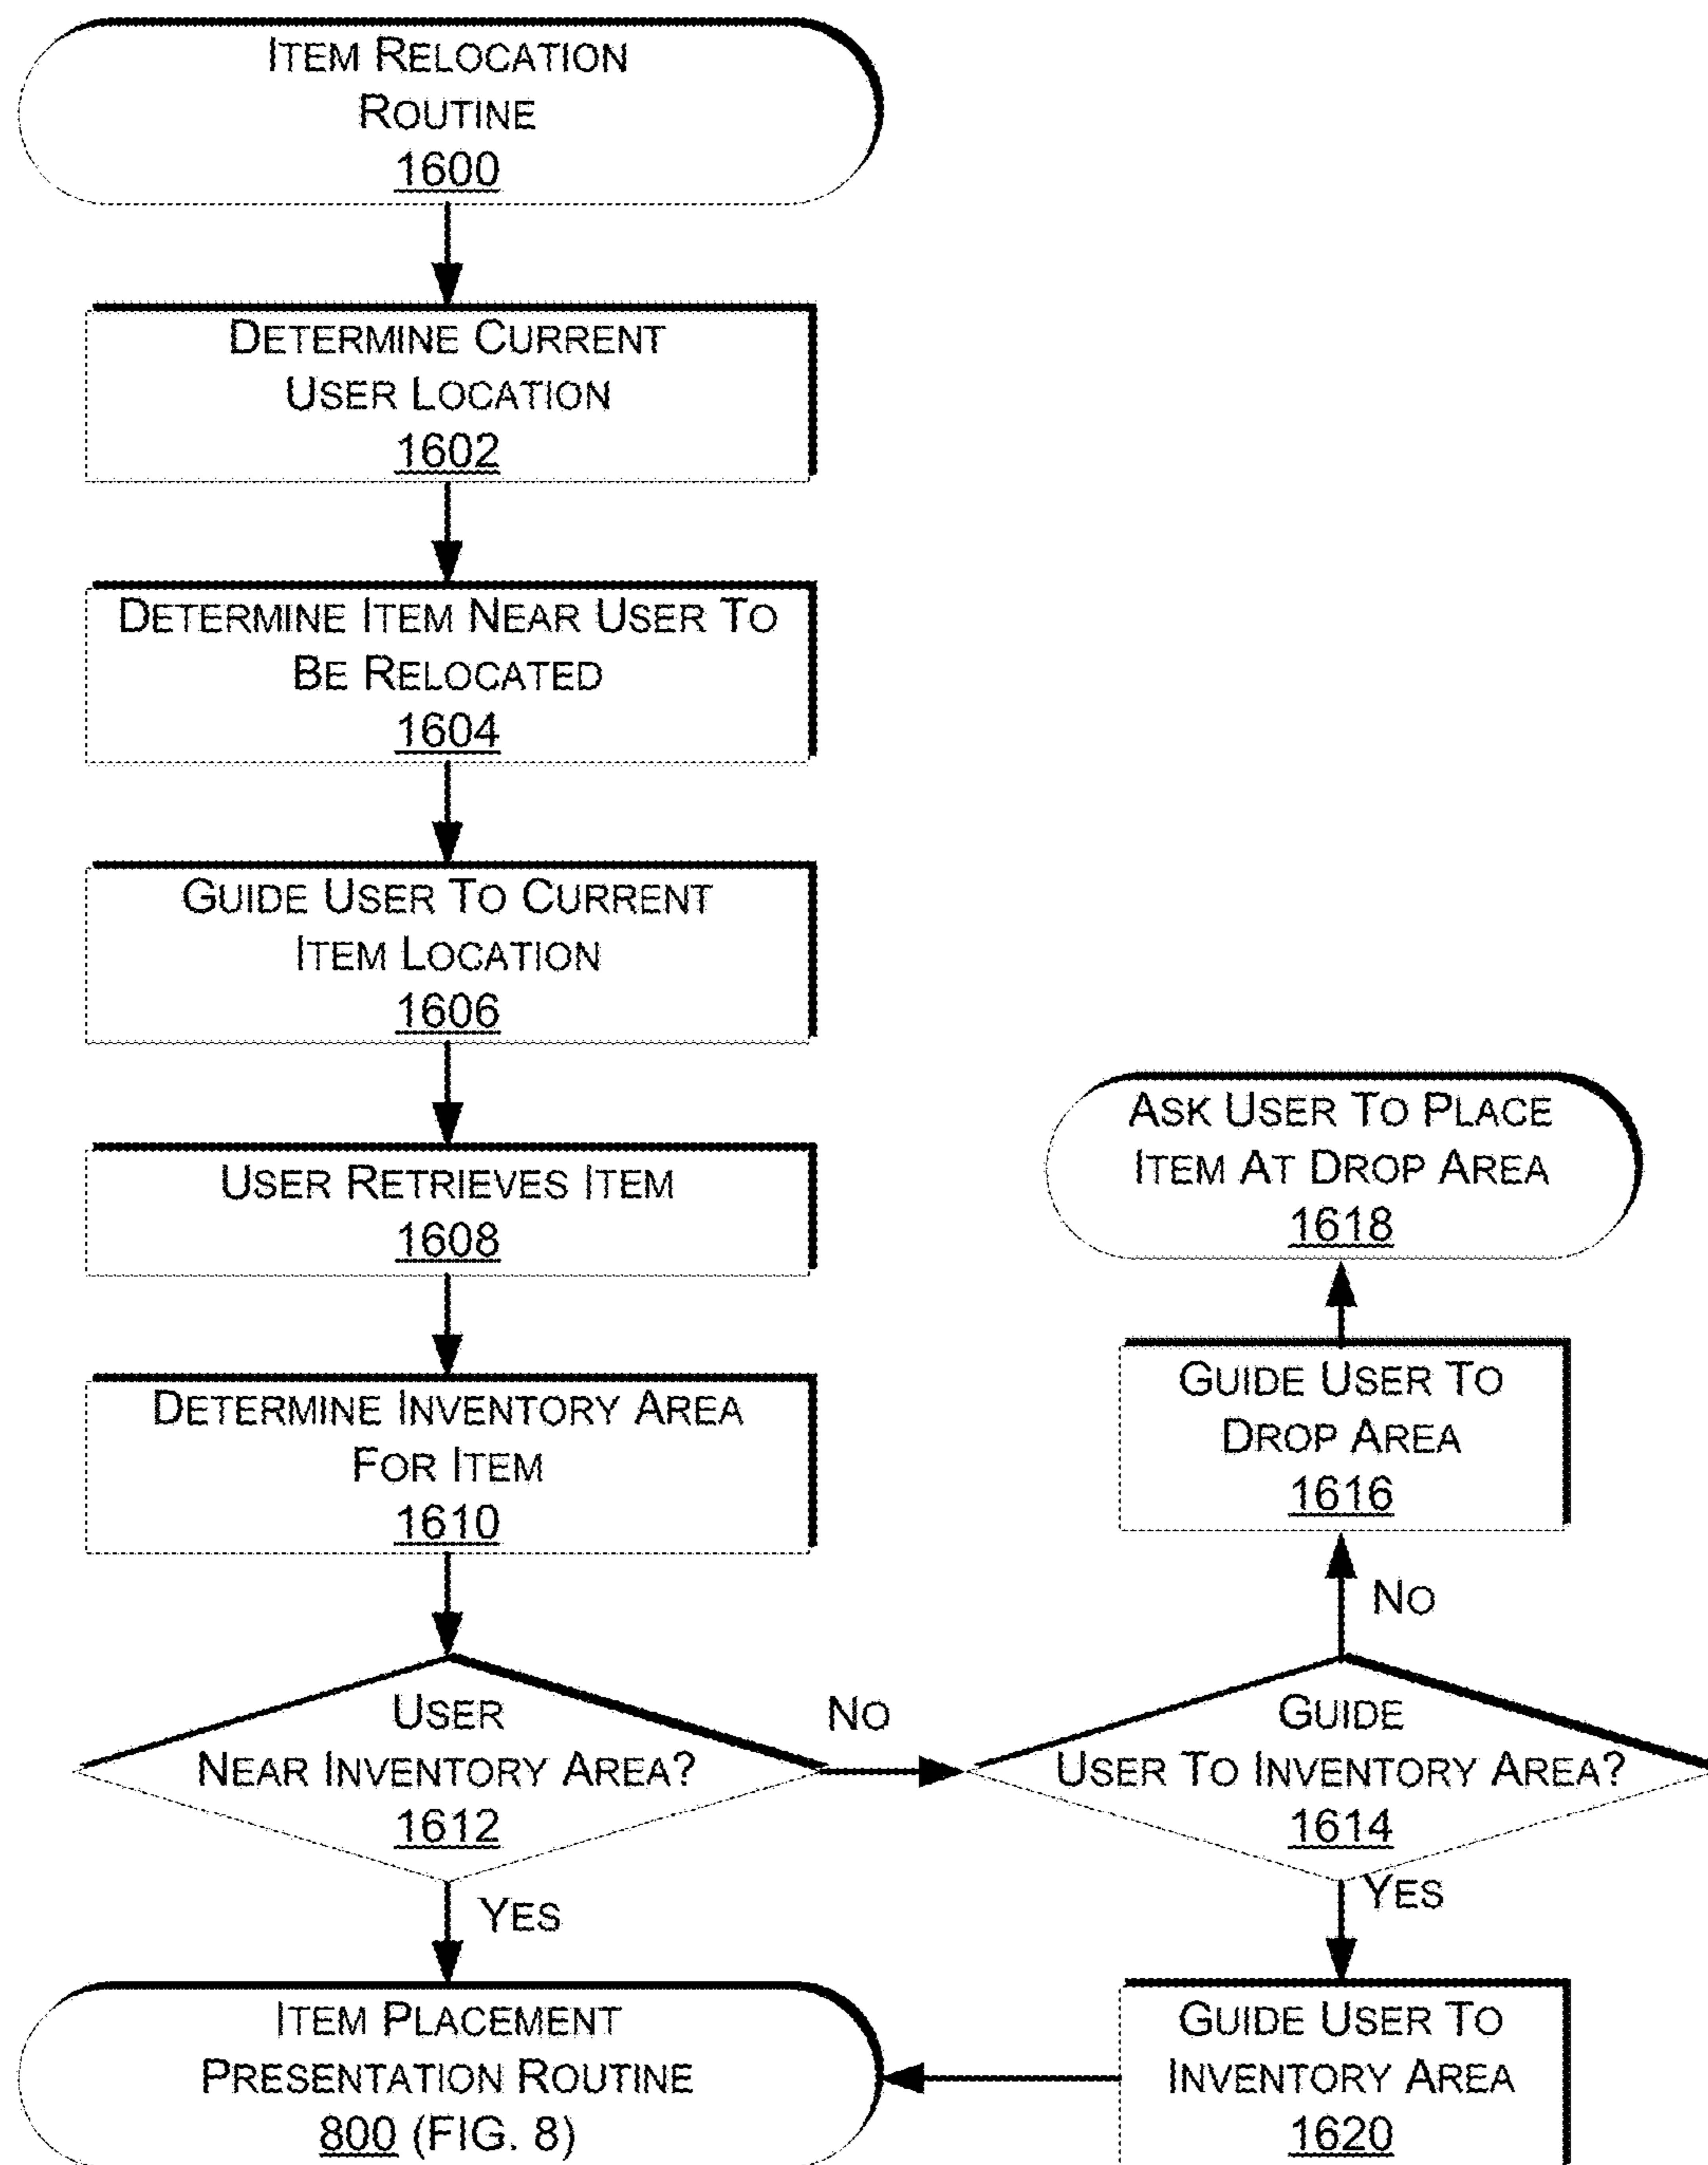 ITEM RELOCATION
ROUTINE
1600
DETERMINE CURRENT
USER LOCATION
1602
DETERMINE ITEM NEAR USER TO
BE RELOCATED
1604
GUIDE USER TO CURRENT
ITEM LOCATION
1606
USER RETRIEVES ITEM
1608
DETERMINE INVENTORY AREA
FOR ITEM
1610
USER
NEAR INVENTORY AREA?
1612
NO
YES
GUIDE
USER TO INVENTORY AREA?
1614
NO
GUIDE USER TO
DROP AREA
1616
ASK USER TO PLACE
ITEM AT DROP AREA
1618
YES
GUIDE USER TO
INVENTORY AREA
1620
ITEM PLACEMENT
PRESENTATION ROUTINE
800 (FIG. 8)